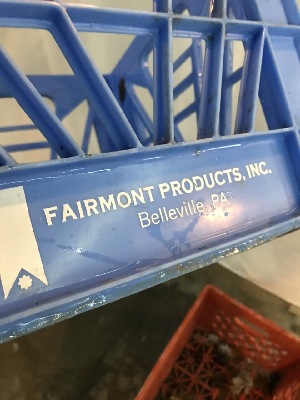 FAIRMONT PRODUCTS, INC.
Belleville, PA